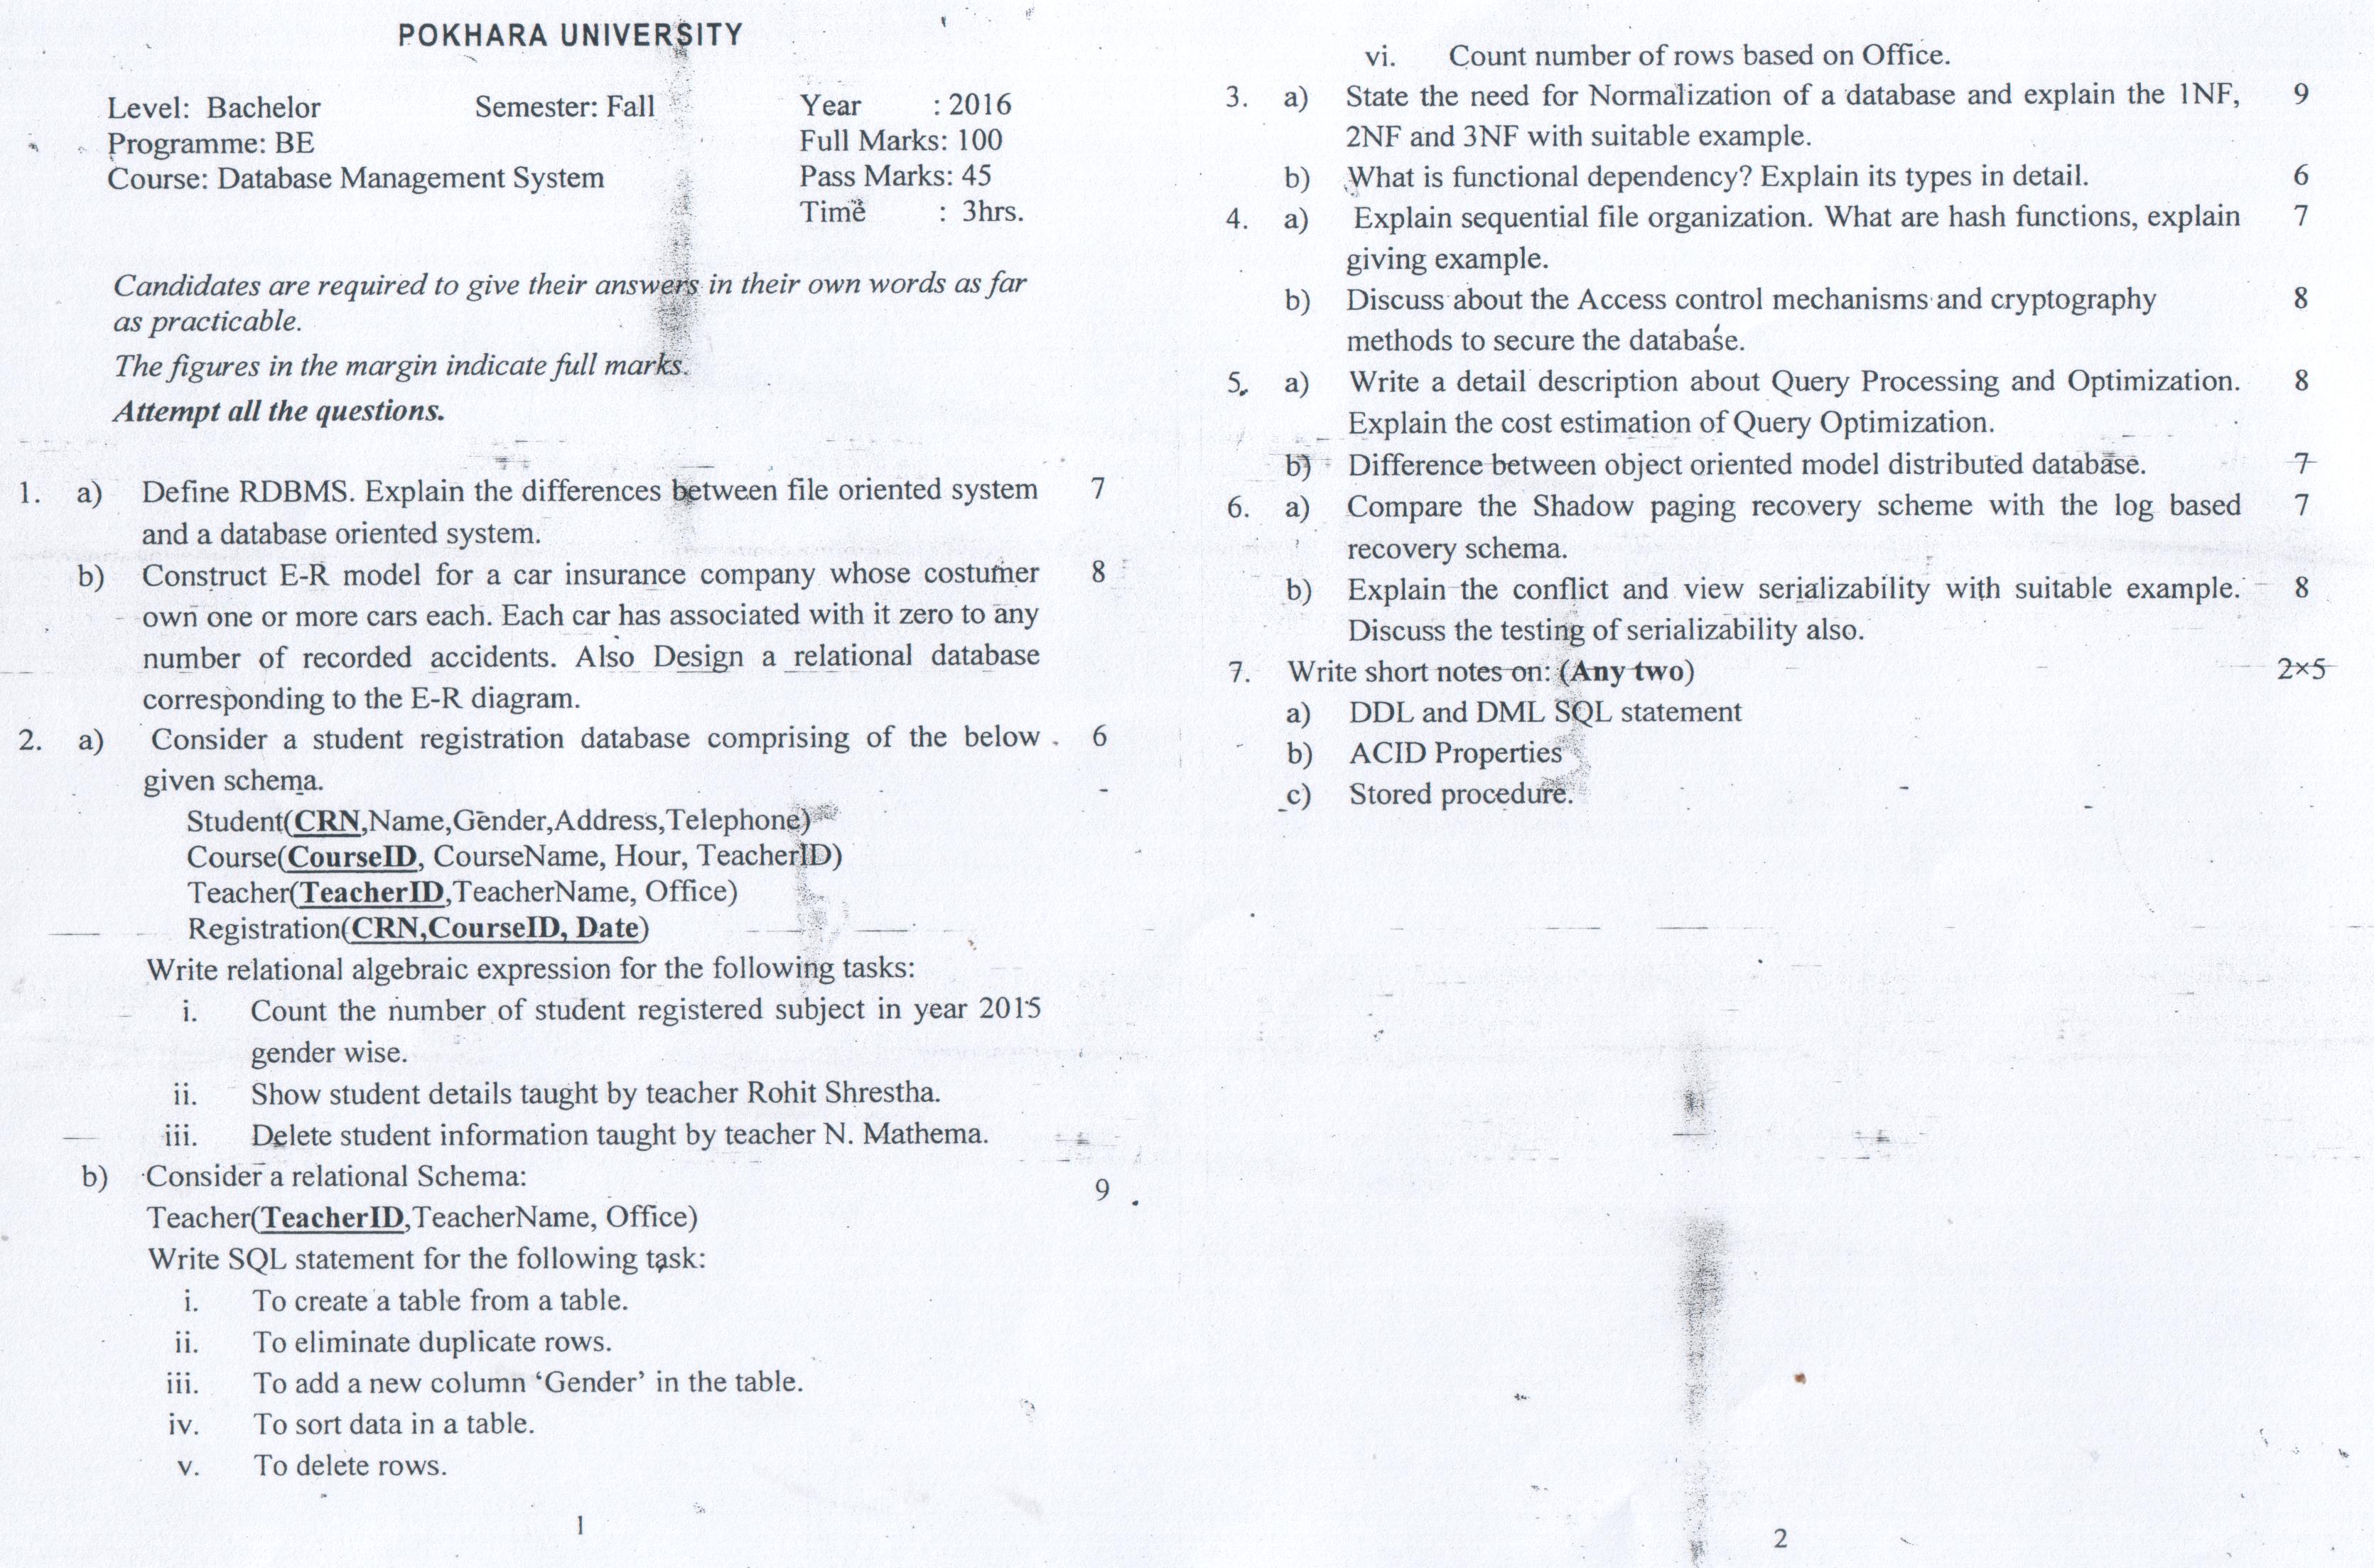 POKHARA UNIVERSITY
Level: Bachelor Semester: Fall Year : 2016
Programme: BE Full Marks: 100
Course: Database Management System Pass Marks: 45
Time : 3hrs.
Candidates are required to give their answers in their own words as far
as practicable.
The figures in the margin indicate full marks.
Attempt all the questions.
1. a) Define RDBMS. Explain the differences between file oriented system 7
and a database oriented system.
b) Construct E-R model for a car insurance company whose costumer 8
own one or more cars each. Each car has associated with it zero to any
number of recorded accidents. Also Design a relational database
corresponding to the E-R diagram.
2. a) Consider a student registration database comprising of the below 6
given schema.
Student(CRN,Name,Gender,Address,Telephone)
Course(CourseID, CourseName, Hour, TeacherID)
Teacher(TeacherID,TeacherName, Office)
Registration(CRN,CourseID, Date)
Write relational algebraic expression for the following tasks:
i. Count the number of student registered subject in year 2015
gender wise.
ii. Show student details taught by teacher Rohit Shrestha.
iii. Delete student information taught by teacher N. Mathema.
b) Consider a relational Schema: 9
Teacher(TeacherID,TeacherName, Office)
Write SQL statement for the following task:
i. To create a table from a table.
ii. To eliminate duplicate rows.
iii. To add a new column ‘Gender’ in the table.
iv. To sort data in a table.
v. To delete rows.
1
vi. Count number of rows based on Office.
3. a) State the need for Normalization of a database and explain the 1NF, 9
2NF and 3NF with suitable example.
b) What is functional dependency? Explain its types in detail. 6
4. a) Explain sequential file organization. What are hash functions, explain 7
giving example.
b) Discuss about the Access control mechanisms and cryptography 8
methods to secure the database.
5. a) Write a detail description about Query Processing and Optimization. 8
Explain the cost estimation of Query Optimization.
b) Difference between object oriented model distributed database. 7
6. a) Compare the Shadow paging recovery scheme with the log based 7
recovery schema.
b) Explain the conflict and view serializability with suitable example. 8
Discuss the testing of serializability also.
7. Write short notes on: (Any two) 2×5
a) DDL and DML SQL statement
b) ACID Properties
c) Stored procedure.
2